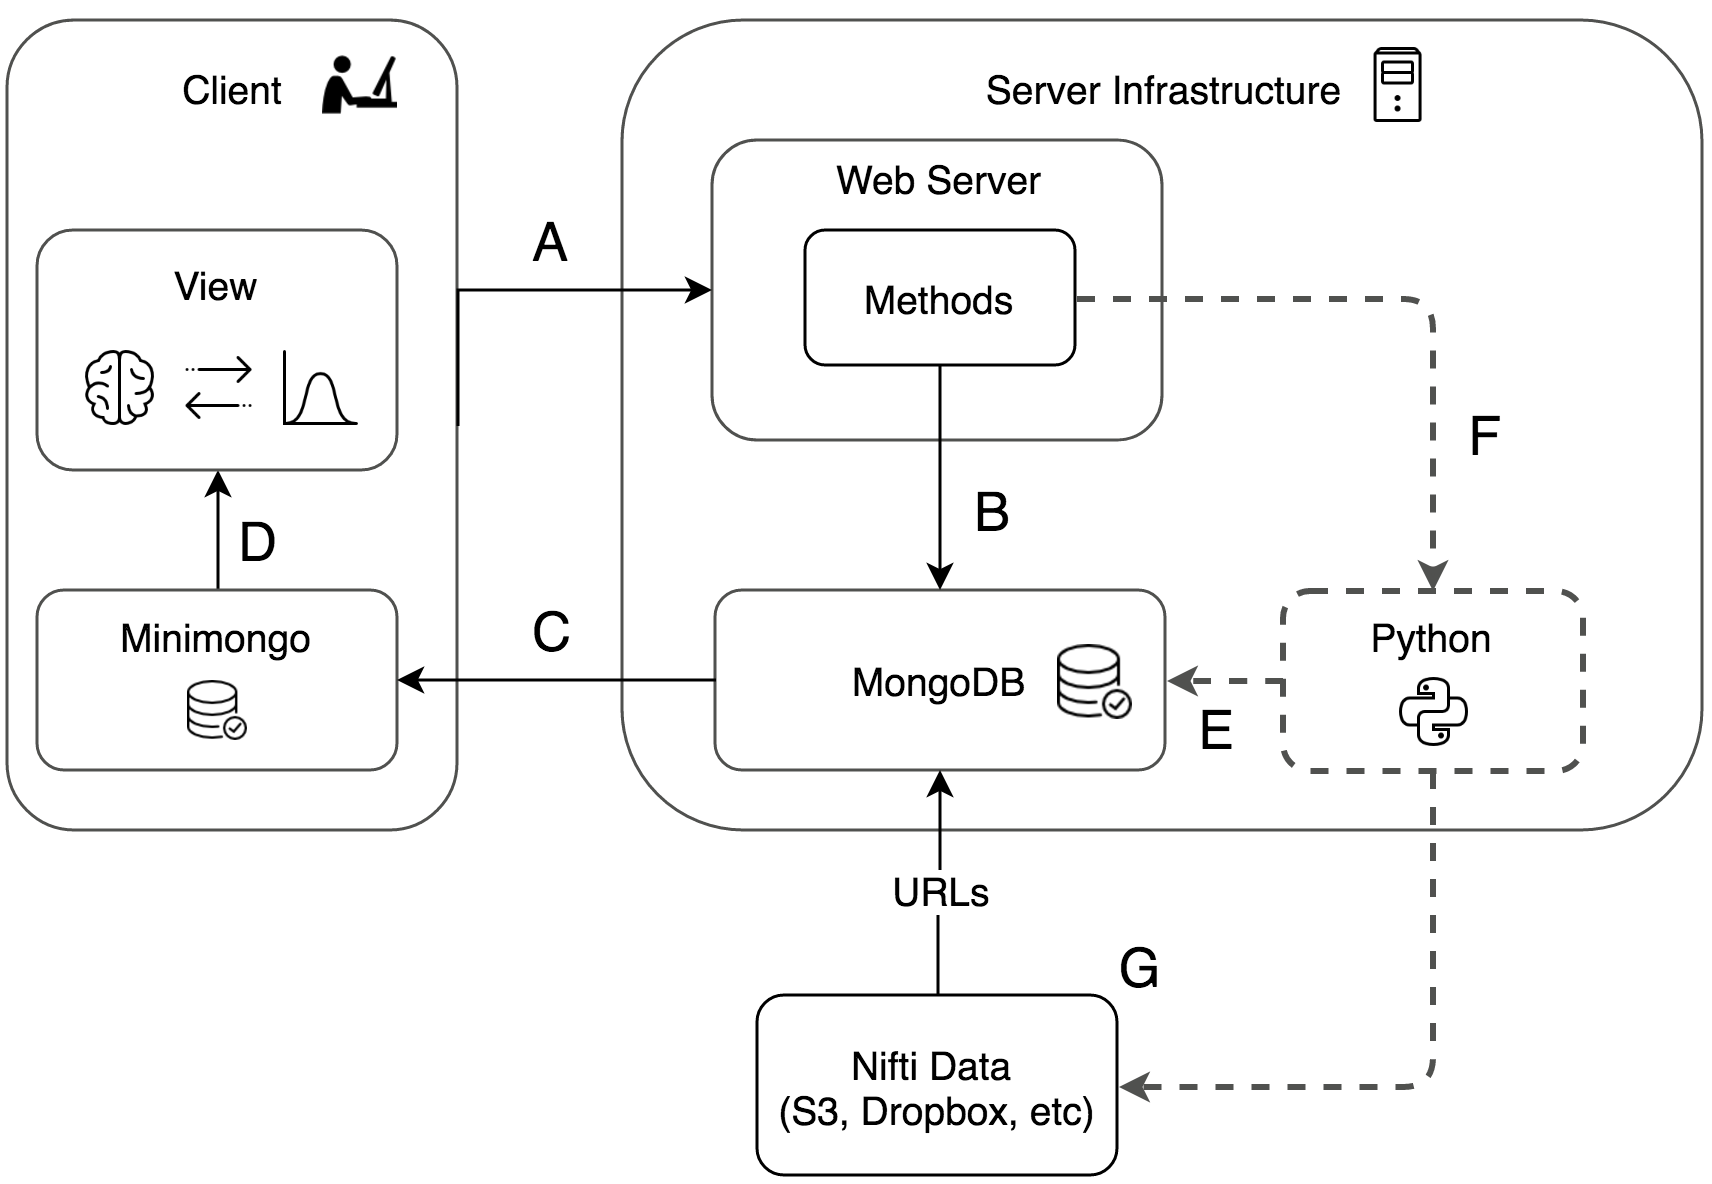 Client
Server Infrastructure
Web Server
A
View
Methods
F
B
D
C
Minimongo
MongoDB
Python
E
URLs
G
Nifti Data
(S3, Dropbox, etc)